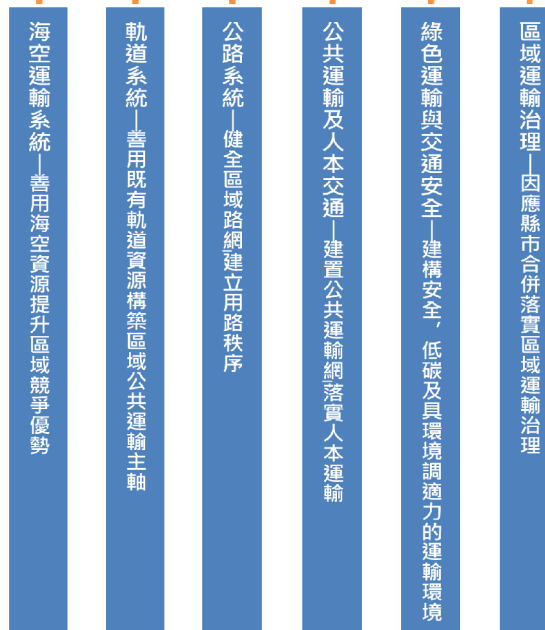 海空運輸系統—善用海空資源提升區域競爭優勢
軌道系統—善用既有軌道資源構築區域公共運輸主軸
公路系統—健全區域路網建立用路秩序
公共運輸及人本交通—建置公共運輸網落實人本運輸
綠色運輸與交通安全—建構安全，低碳及具環境調適力的運輸環境
區域運輸治理—因應縣市合併落實區域運輸治理